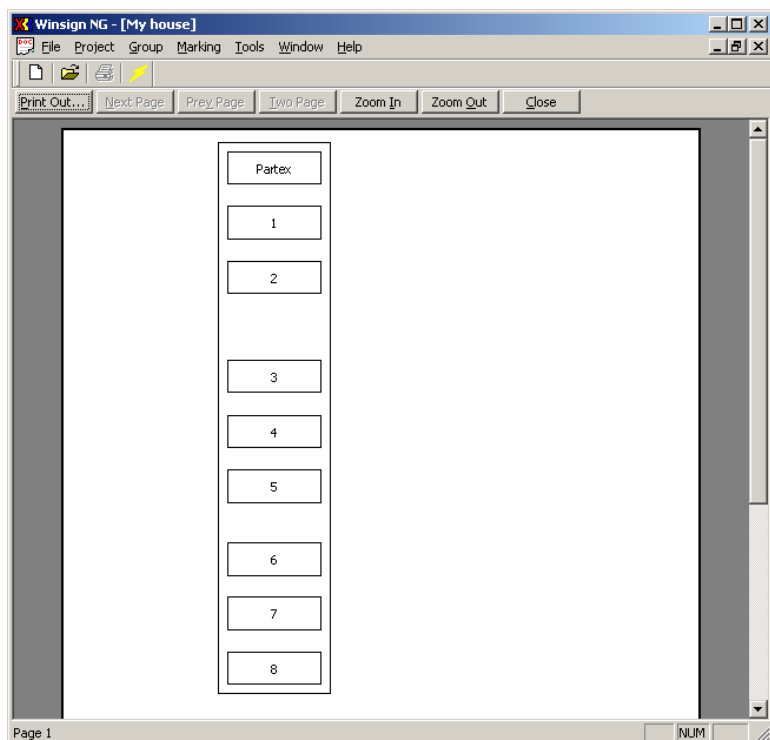 Winsign NG - [My house]
File Project Group Marking Tools Window Help
Print Out... Next Page Prev Page Two Page Zoom In Zoom Out Close
Partex
1
2
3
4
5
6
7
8
Page 1 NUM